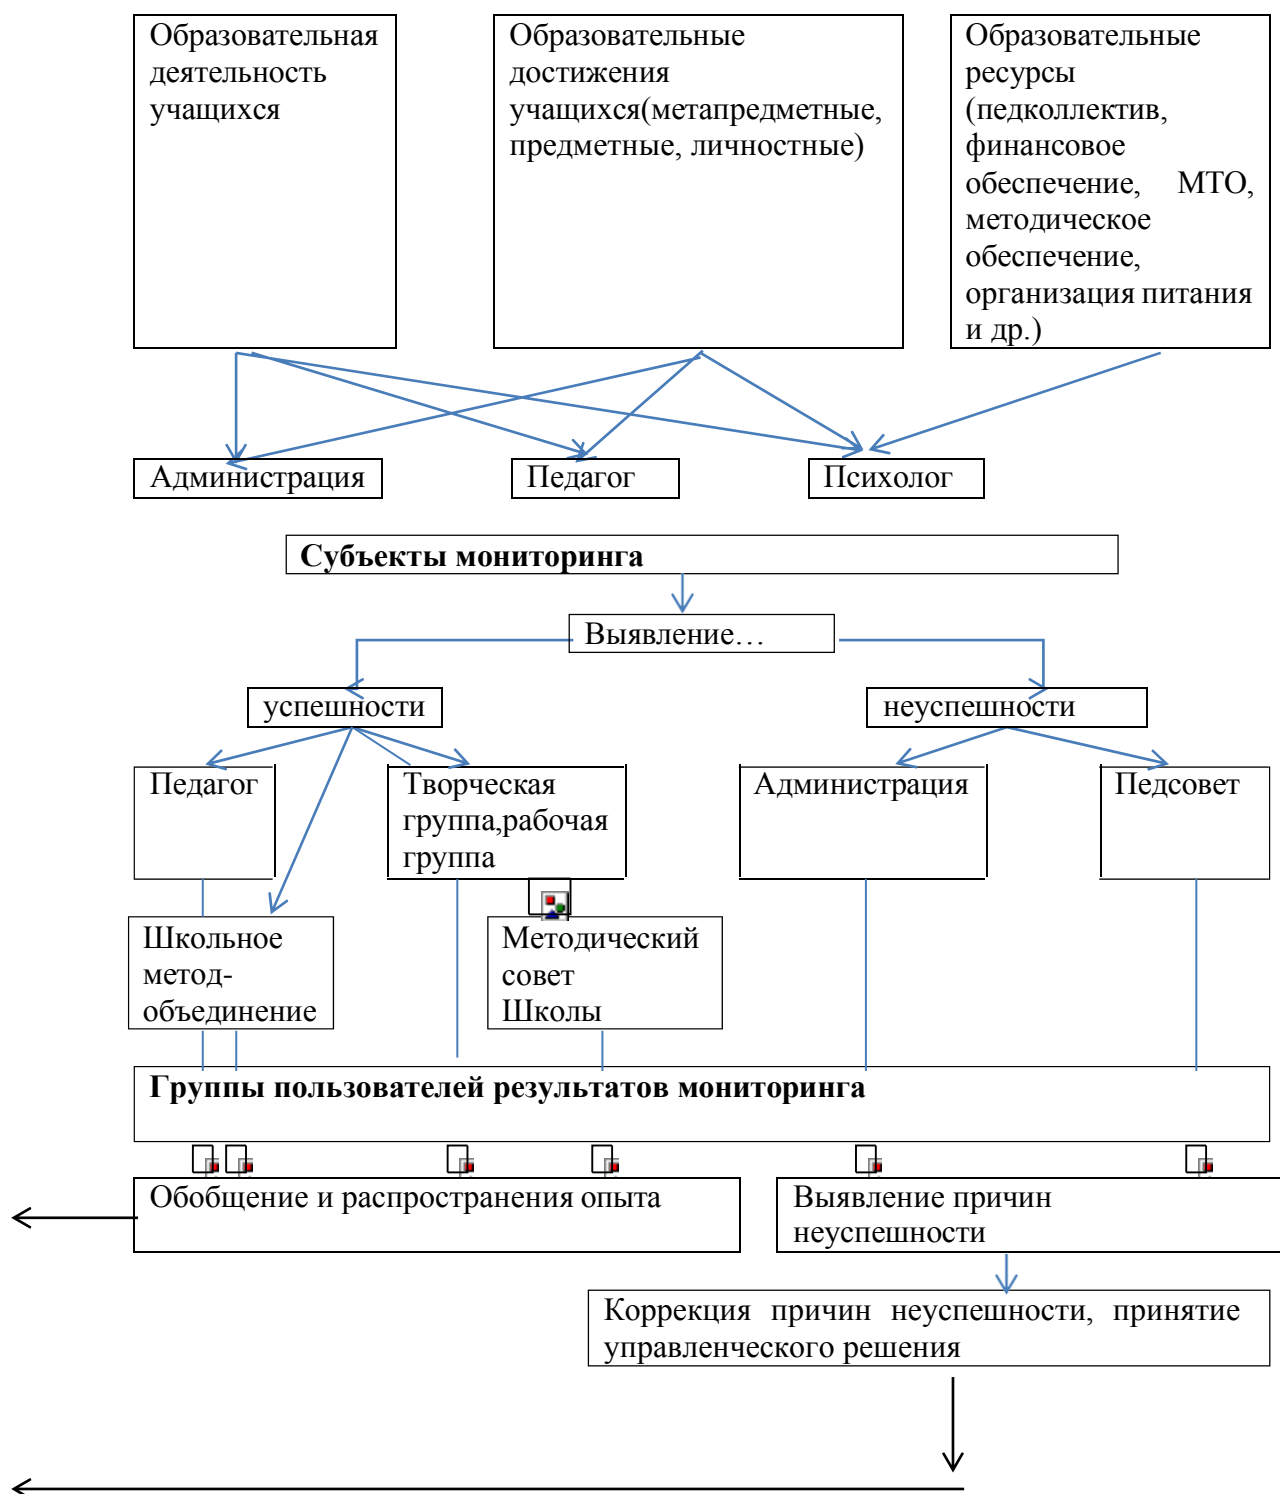 Образовательная
деятельность
учащихся
Образовательные
достижения
учащихся(метапредметные,
предметные, личностные)
Образовательные
ресурсы
(педколлектив,
финансовое
обеспечение, МТО,
методическое
обеспечение,
организация питания
и др.)
Администрация
Педагог
Психолог
Субъекты мониторинга
Выявление…
успешности
неуспешности
Педагог
Творческая
группа,рабочая
группа
Администрация
Педсовет
Школьное
метод-
объединение
Методический
совет
Школы
Группы пользователей результатов мониторинга
Обобщение и распространения опыта
Выявление причин
неуспешности
Коррекция причин неуспешности, принятие
управленческого решения